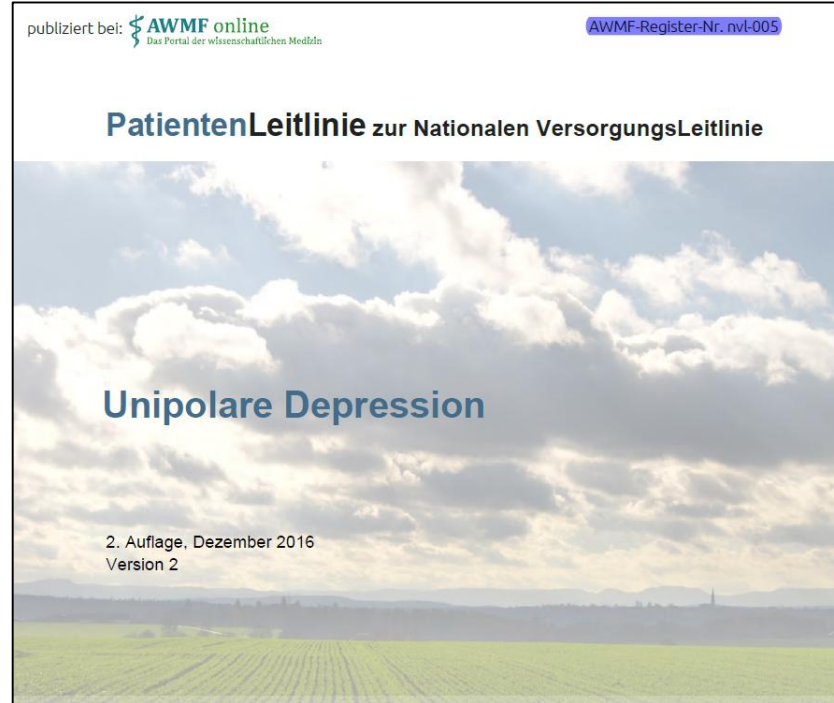 publiziert bei: AWMF online
Das Portal der wissenschaftlichen Medizin
AWMF-Register-Nr. nvl-005
PatientenLeitlinie zur Nationalen VersorgungsLeitlinie
Unipolare Depression
2. Auflage, Dezember 2016
Version 2